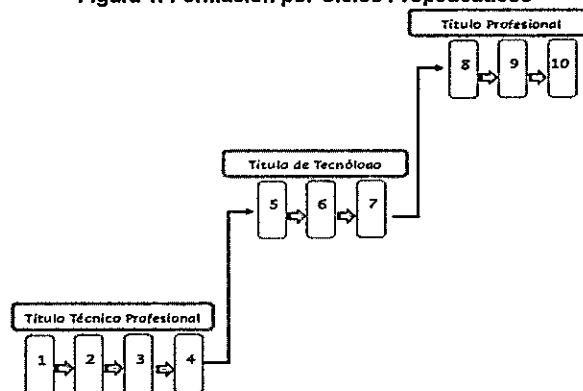 Figura 1. Formación por Ciclos Propedéuticos
Título Profesional
8 9 10
Título de Tecnólogo
5 6 7
Título Técnico Profesional
1 2 3 4